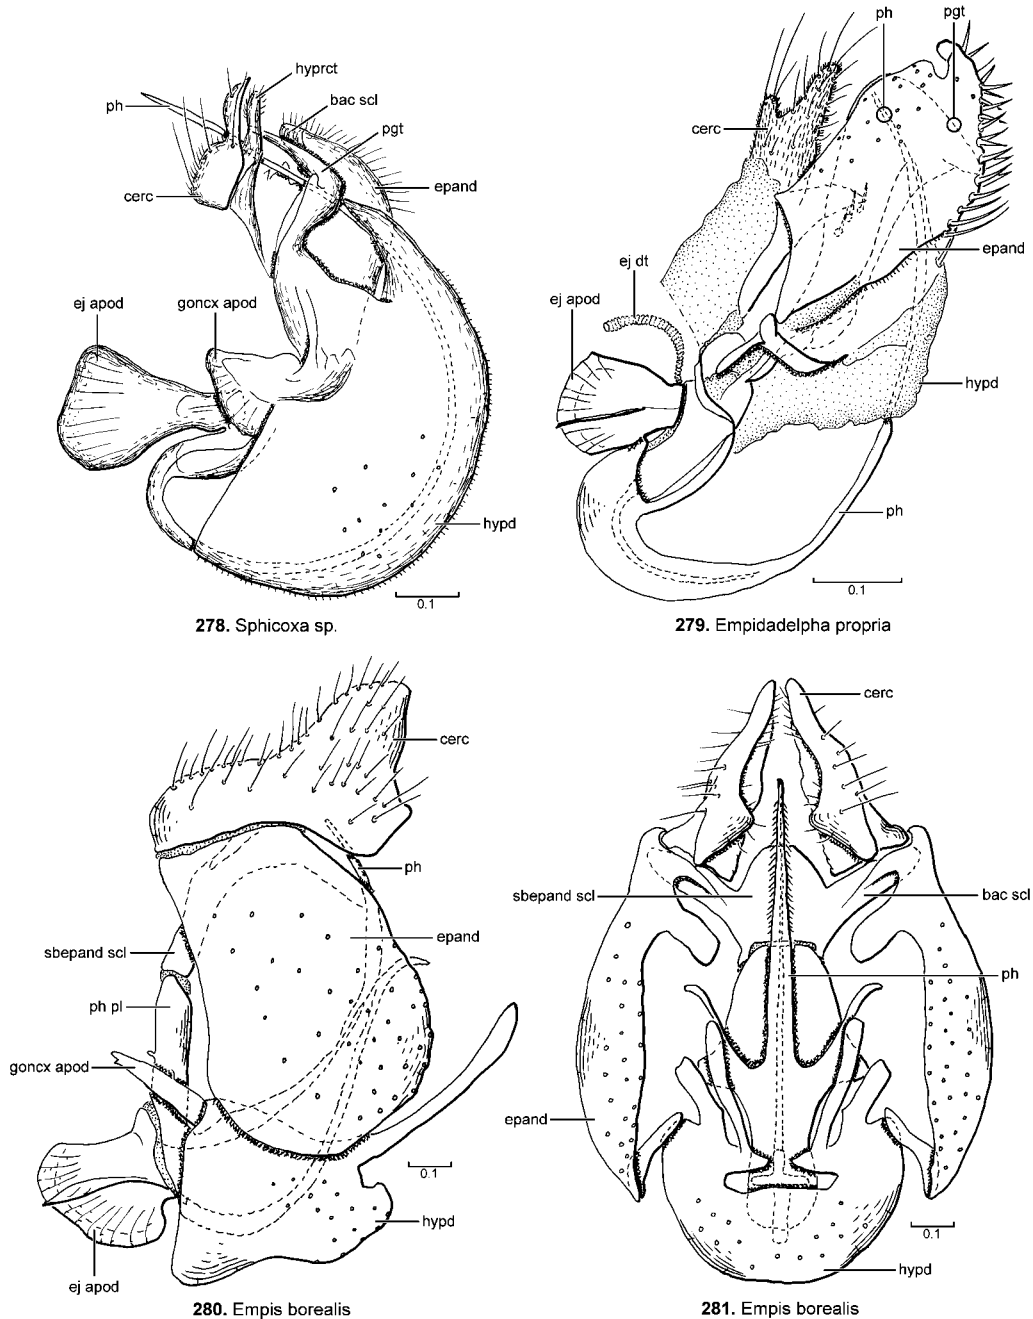 hyprct
ph
bac scl
pgt
cerc
epand
ej apod
goncx apod
hypd
0.1
278. Sphicoxa sp.
ph
pgt
cerc
epand
ej dt
ej apod
hypd
ph
0.1
279. Empidadelpha propria
cerc
ph
epand
sbepand scl
ph pl
goncx apod
0.1
hypd
ej apod
280. Empis borealis
cerc
sbepand scl
bac scl
ph
epand
0.1
hypd
281. Empis borealis